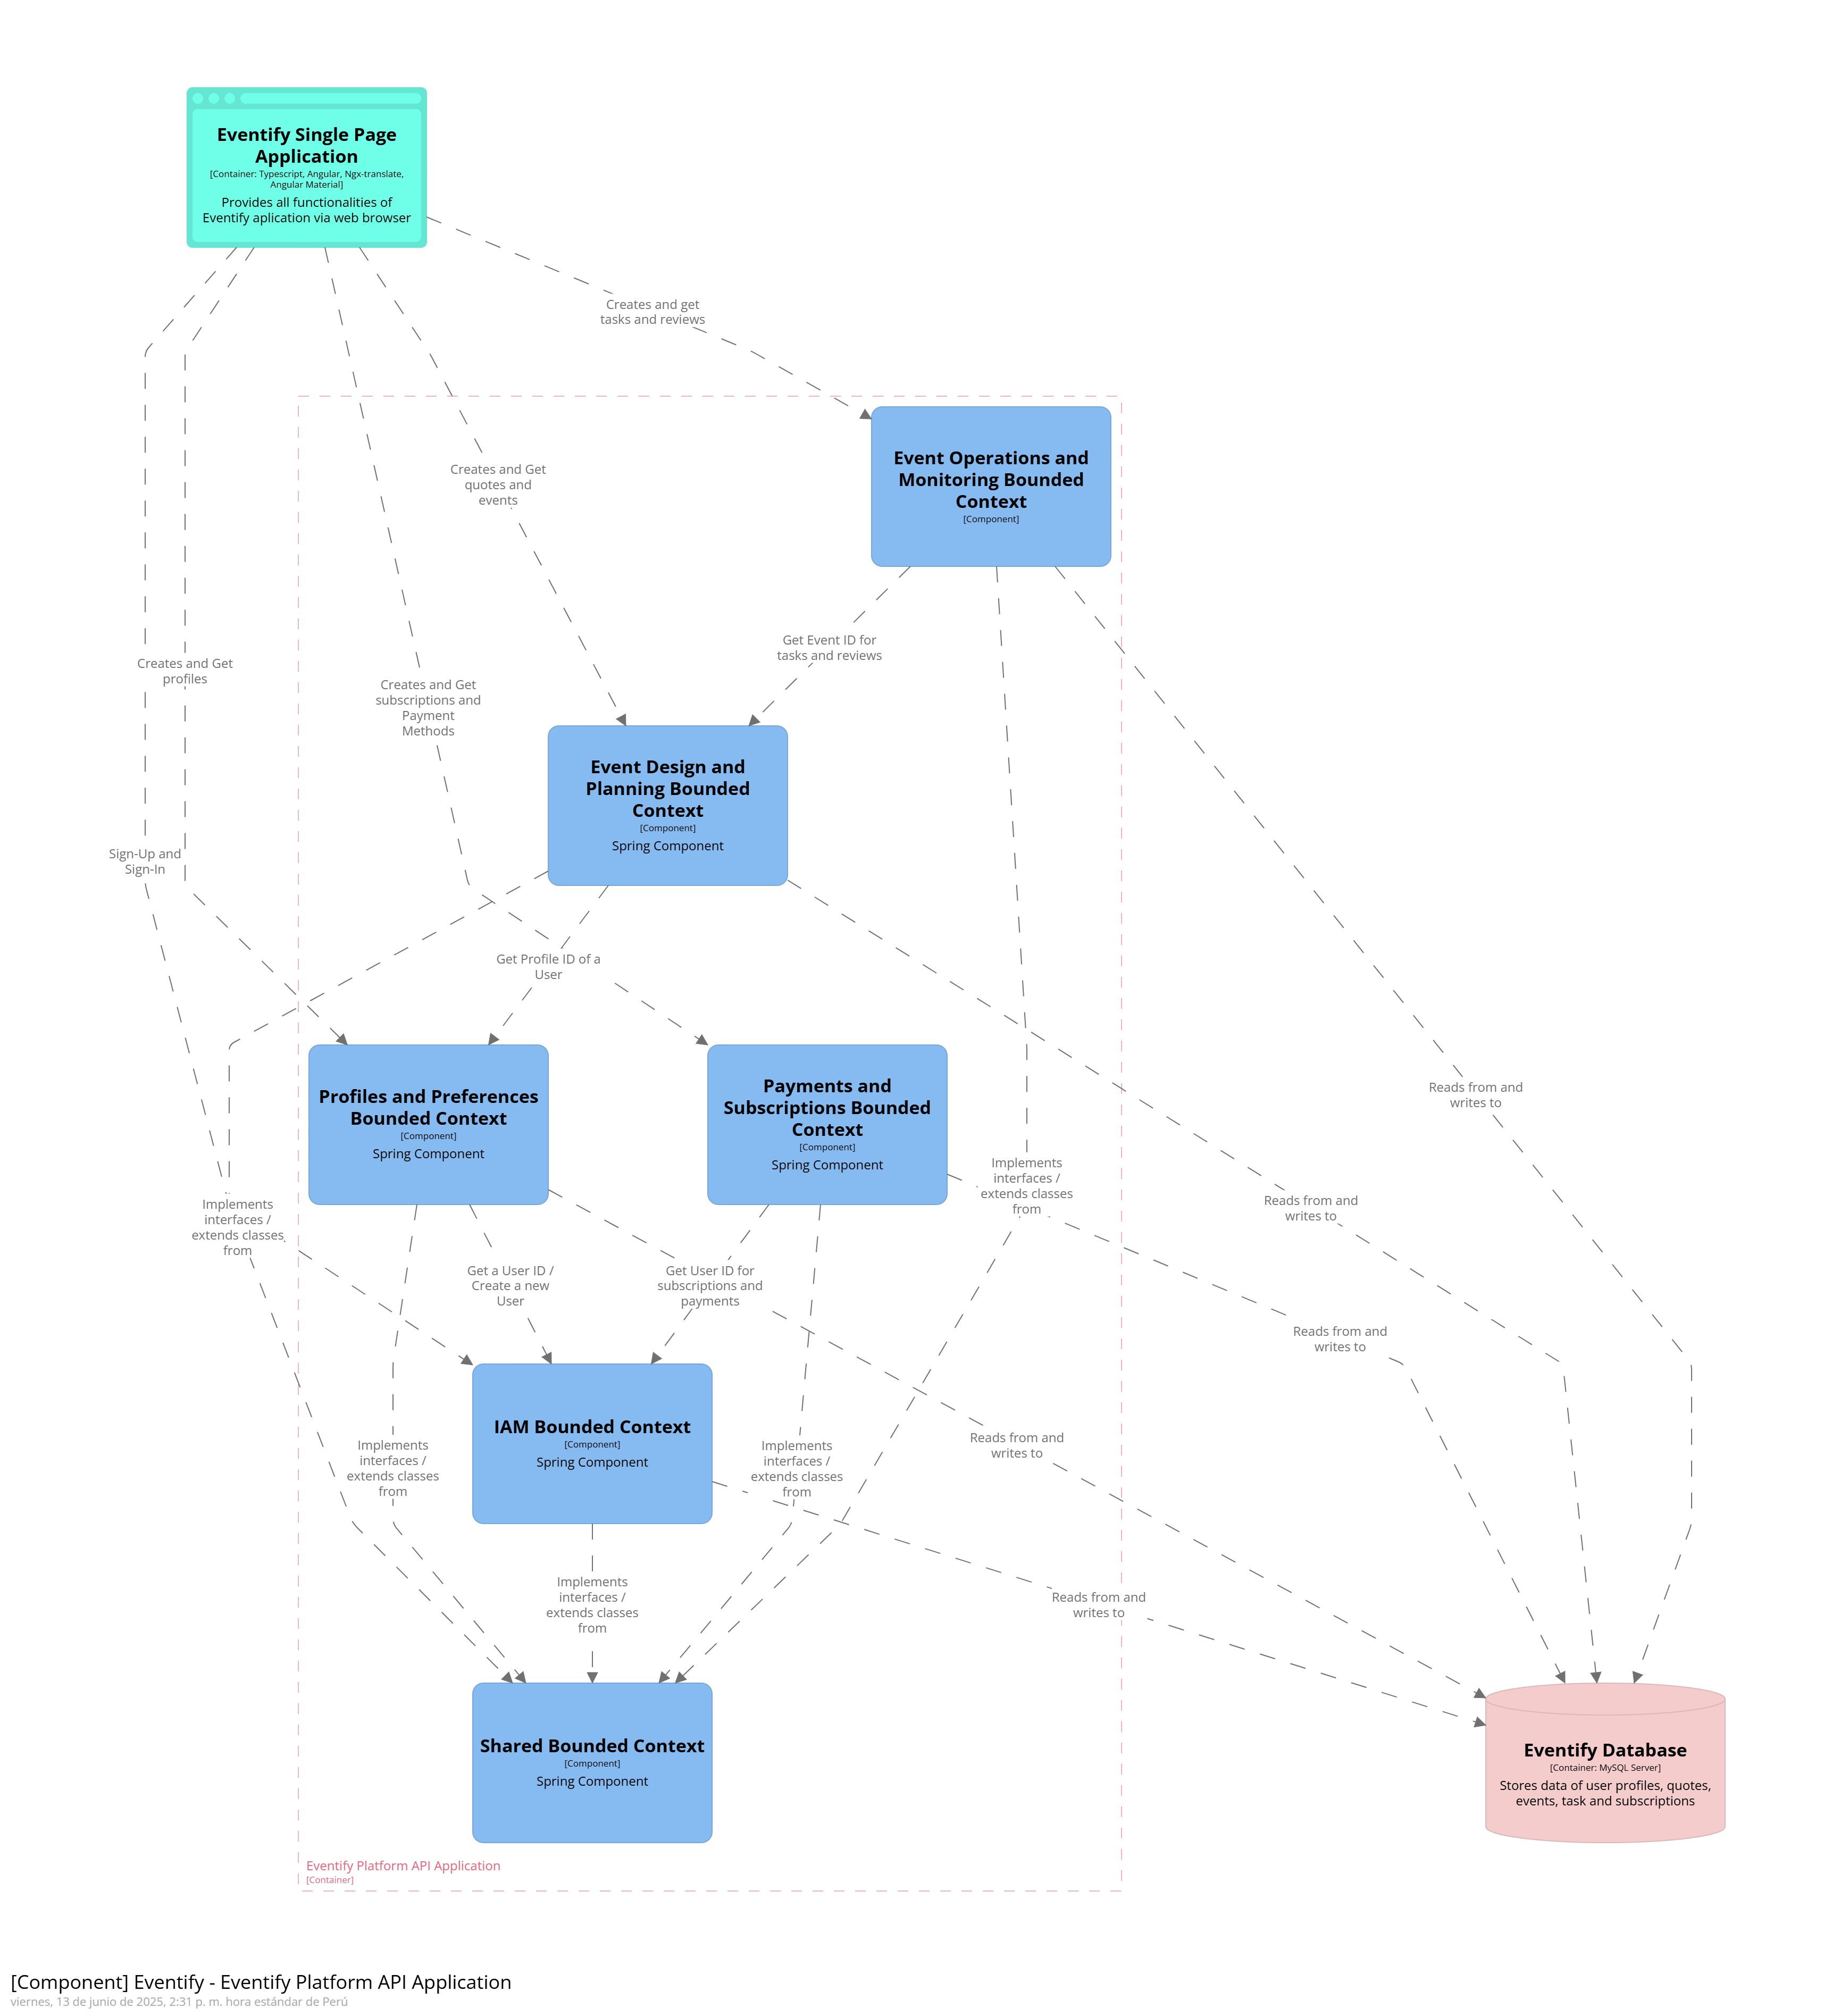 Eventify Single Page
Application
[Container: Typescript, Angular, Ngx-translate,
Angular Material]
Provides all functionalities of
Eventify aplication via web browser
Creates and get
tasks and reviews
Event Operations and
Monitoring Bounded
Context
[Component]
Creates and Get
quotes and
events
Get Event ID for
tasks and reviews
Creates and Get
profiles
Creates and Get
subscriptions and
Payment
Methods
Event Design and
Planning Bounded
Context
[Component]
Spring Component
Sign-Up and
Sign-In
Get Profile ID of a
User
Profiles and Preferences
Bounded Context
[Component]
Spring Component
Payments and
Subscriptions Bounded
Context
[Component]
Spring Component
Reads from and
writes to
Implements
interfaces /
extends classes
from
Reads from and
writes to
Implements
interfaces /
extends classes
from
Get a User ID /
Create a new
User
Get User ID for
subscriptions and
payments
Reads from and
writes to
IAM Bounded Context
[Component]
Spring Component
Implements
interfaces /
extends classes
from
Implements
interfaces /
extends classes
from
Reads from and
writes to
Implements
interfaces /
extends classes
from
Reads from and
writes to
Shared Bounded Context
[Component]
Spring Component
Eventify Database
[Container: MySQL Server]
Stores data of user profiles, quotes,
events, task and subscriptions
Eventify Platform API Application
[Container]
[Component] Eventify - Eventify Platform API Application
viernes, 13 de junio de 2025, 2:31 p. m. hora estándar de Perú